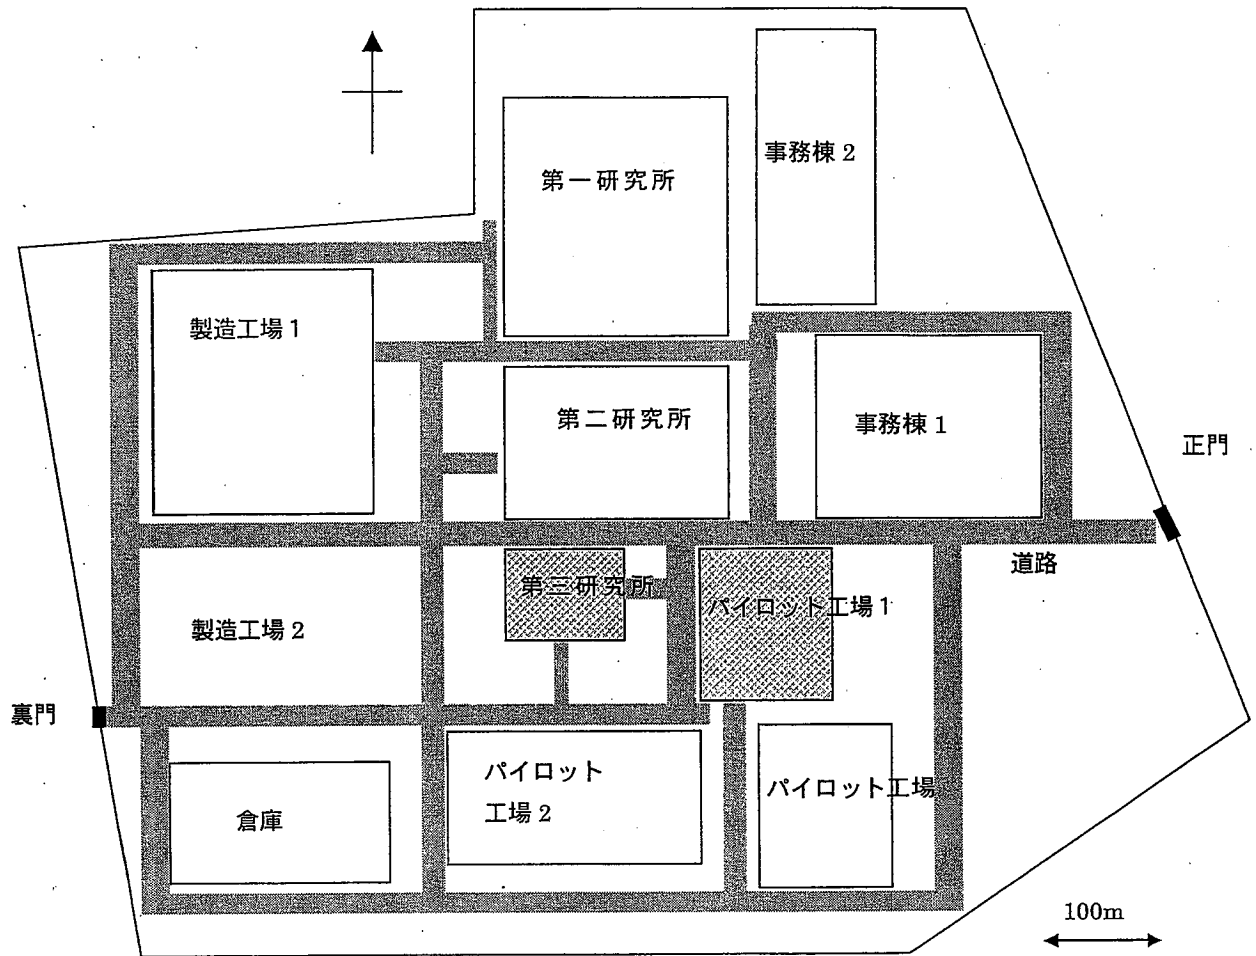 事務棟 2
第一研究所
製造工場 1
第二研究所
事務棟 1
正門
道路
第三研究所
パイロット工場 1
製造工場 2
裏門
パイロット
工場 2
パイロット工場
倉庫
100m